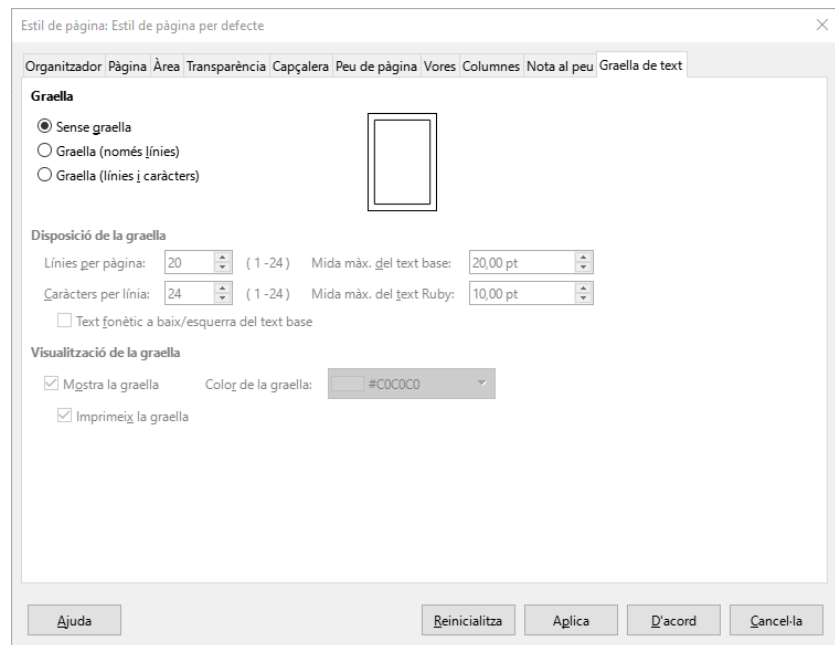 Estil de pàgina: Estil de pàgina per defecte
Organitzador Pàgina Àrea Transparència Capçalera Peu de pàgina Vores Columnes Nota al peu Graella de text
Graella
Sense graella
Graella (només línies)
Graella (línies i caràcters)
Disposició de la graella
Línies per pàgina: 20 ( 1 -24 ) Mida màx. del text base: 20,00 pt
Caràcters per línia: 24 ( 1 -24 ) Mida màx. del text Ruby: 10,00 pt
Text fonètic a baix/esquerra del text base
Visualització de la graella
Mostra la graella Color de la graella: #C0C0C0
Imprimeix la graella
Ajuda Reinicialitza Aplica D'acord Cancel·la